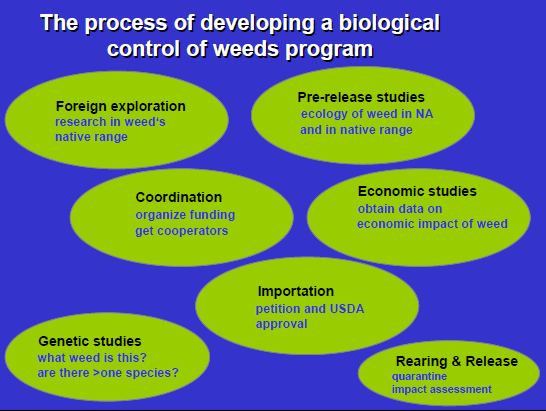 The process of developing a biological
control of weeds program
Foreign exploration
research in weed's
native range
Pre-release studies
ecology of weed in NA
and in native range
Coordination
organize funding
get cooperators
Economic studies
obtain data on
economic impact of weed
Importation
petition and USDA
approval
Genetic studies
what weed is this?
are there >one species?
Rearing & Release
quarantine
impact assessment